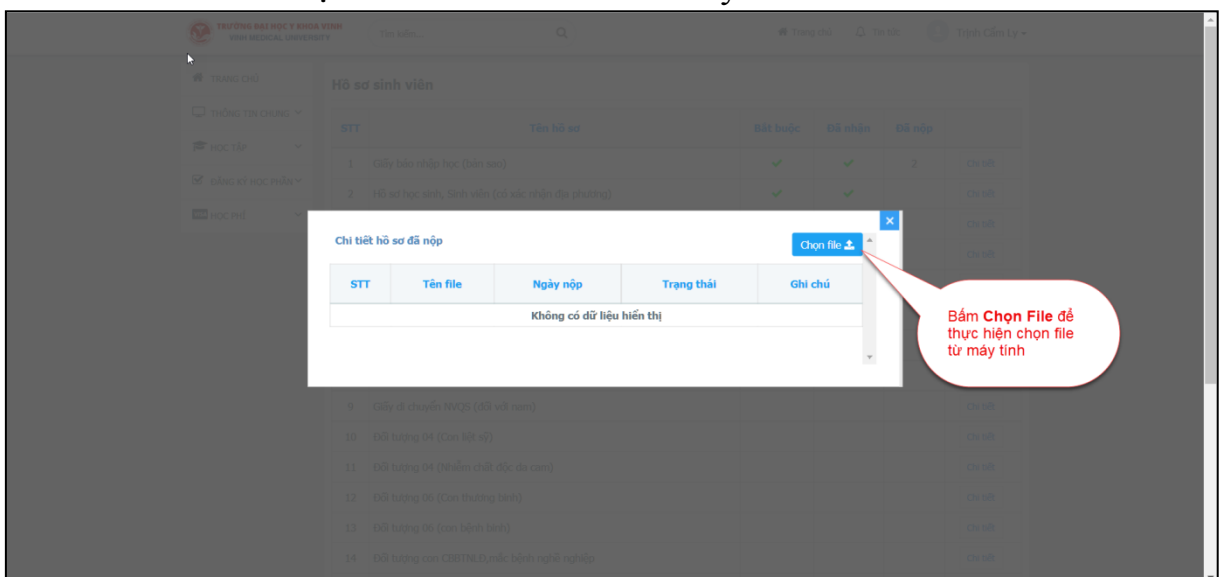 TRƯỜNG ĐẠI HỌC Y KHOA VINH
VINH MEDICAL UNIVERSITY
Tìm kiếm...
Trang chủ
Tin tức
Trịnh Cẩm Ly
TRANG CHỦ
THÔNG TIN CHUNG
HỌC TẬP
ĐĂNG KÝ HỌC PHẦN
HỌC PHÍ
Hồ sơ sinh viên
STT Tên hồ sơ Bắt buộc Đã nhận Đã nộp
1 Giấy báo nhập học (bản sao) 2 Chi tiết
2 Hồ sơ học sinh, Sinh viên (có xác nhận địa phương) Chi tiết
Chi tiết
Chi tiết
Chi tiết hồ sơ đã nộp
Chọn file
STT Tên file Ngày nộp Trạng thái Ghi chú
Không có dữ liệu hiển thị
Bấm Chọn File để
thực hiện chọn file
từ máy tính
9 Giấy di chuyển NVQS (đối với nam) Chi tiết
10 Đối tượng 04 (Con liệt sỹ) Chi tiết
11 Đối tượng 04 (Nhiễm chất độc da cam) Chi tiết
12 Đối tượng 06 (Con thương binh) Chi tiết
13 Đối tượng 06 (con bệnh binh) Chi tiết
14 Đối tượng con CBBTNLĐ,mắc bệnh nghề nghiệp Chi tiết